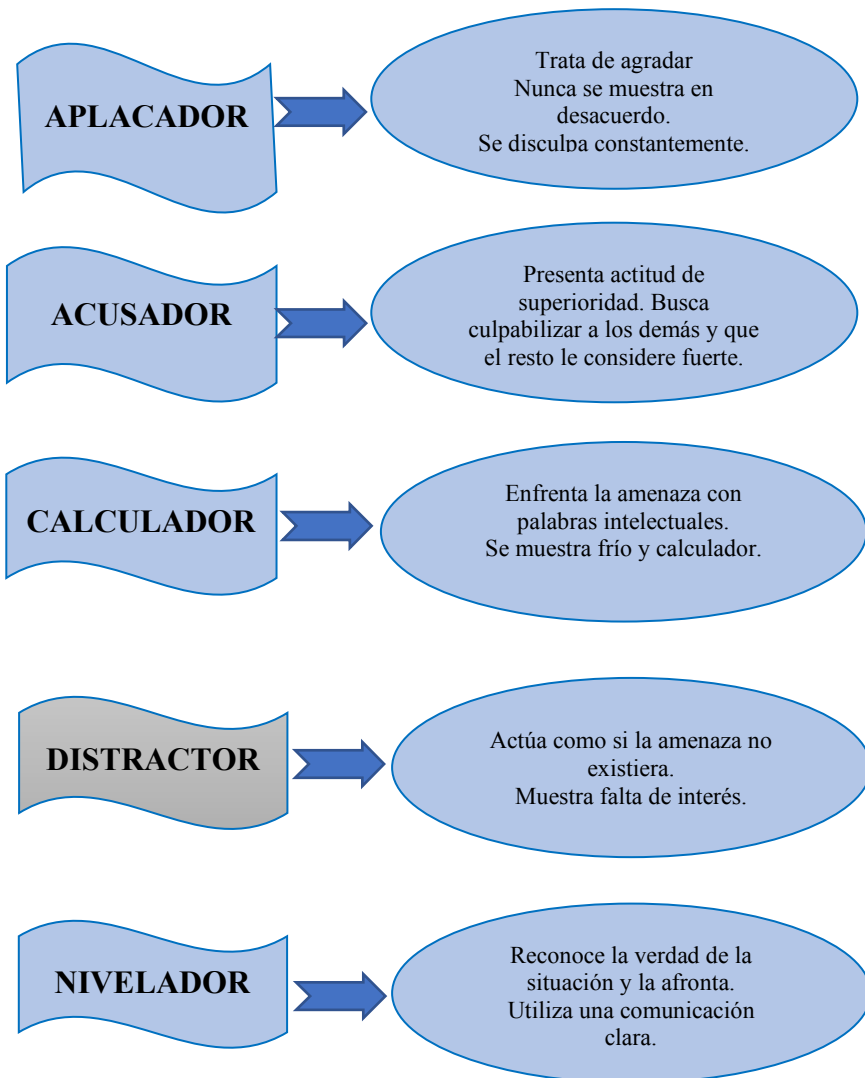 APLACADOR
Trata de agradar
Nunca se muestra en
desacuerdo.
Se disculpa constantemente.
ACUSADOR
Presenta actitud de
superioridad. Busca
culpabilizar a los demás y que
el resto le considere fuerte.
CALCULADOR
Enfrenta la amenaza con
palabras intelectuales.
Se muestra frío y calculador.
DISTRACTOR
Actúa como si la amenaza no
existiera.
Muestra falta de interés.
NIVELADOR
Reconoce la verdad de la
situación y la afronta.
Utiliza una comunicación
clara.